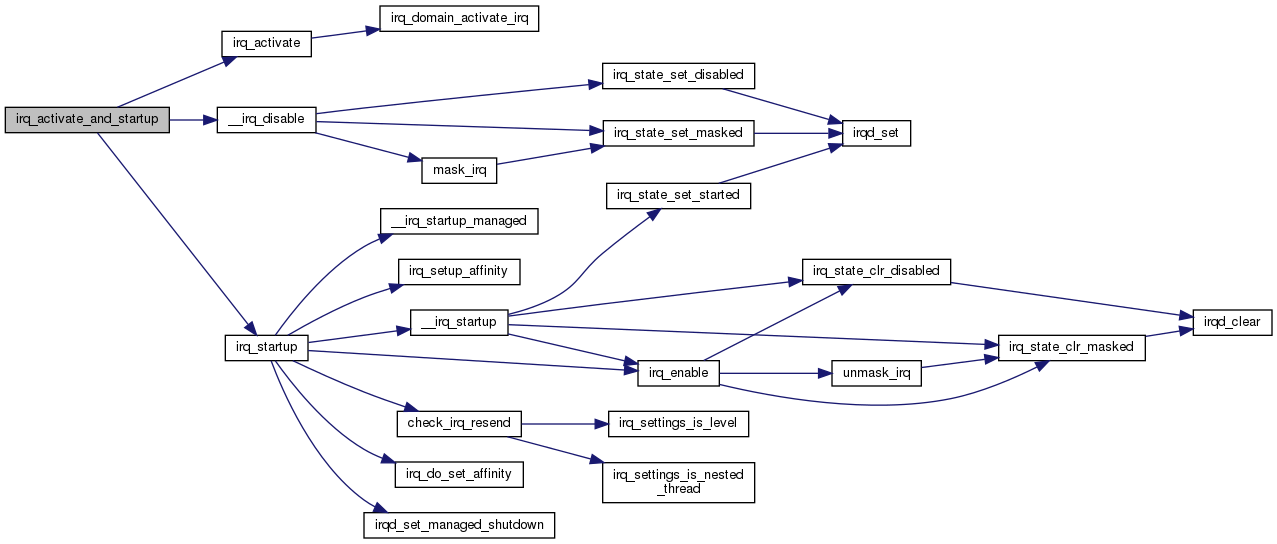 irq_domain_activate_irq
irq_activate
irq_state_set_disabled
irq_activate_and_startup
__irq_disable
irq_state_set_masked
irqd_set
mask_irq
irq_state_set_started
__irq_startup_managed
irq_setup_affinity
irq_state_clr_disabled
__irq_startup
irqd_clear
irq_startup
irq_state_clr_masked
irq_enable
unmask_irq
check_irq_resend
irq_settings_is_level
irq_do_set_affinity
irq_settings_is_nested
_thread
irqd_set_managed_shutdown